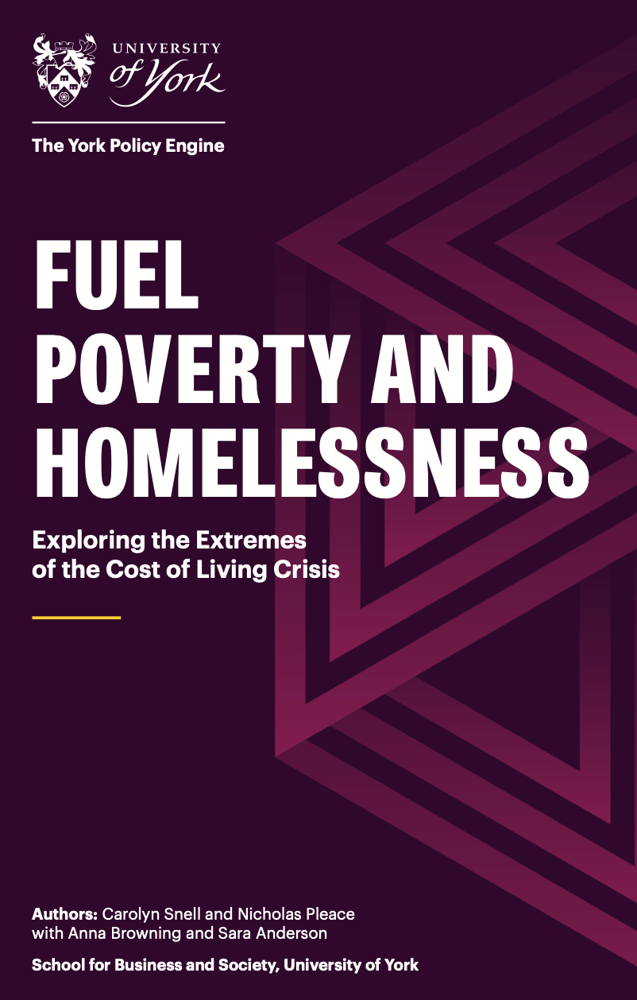 UNIVERSITY
of York
The York Policy Engine
FUEL
POVERTY AND
HOMELESSNESS
Exploring the Extremes
of the Cost of Living Crisis
Authors: Carolyn Snell and Nicholas Pleace
with Anna Browning and Sara Anderson
School for Business and Society, University of York